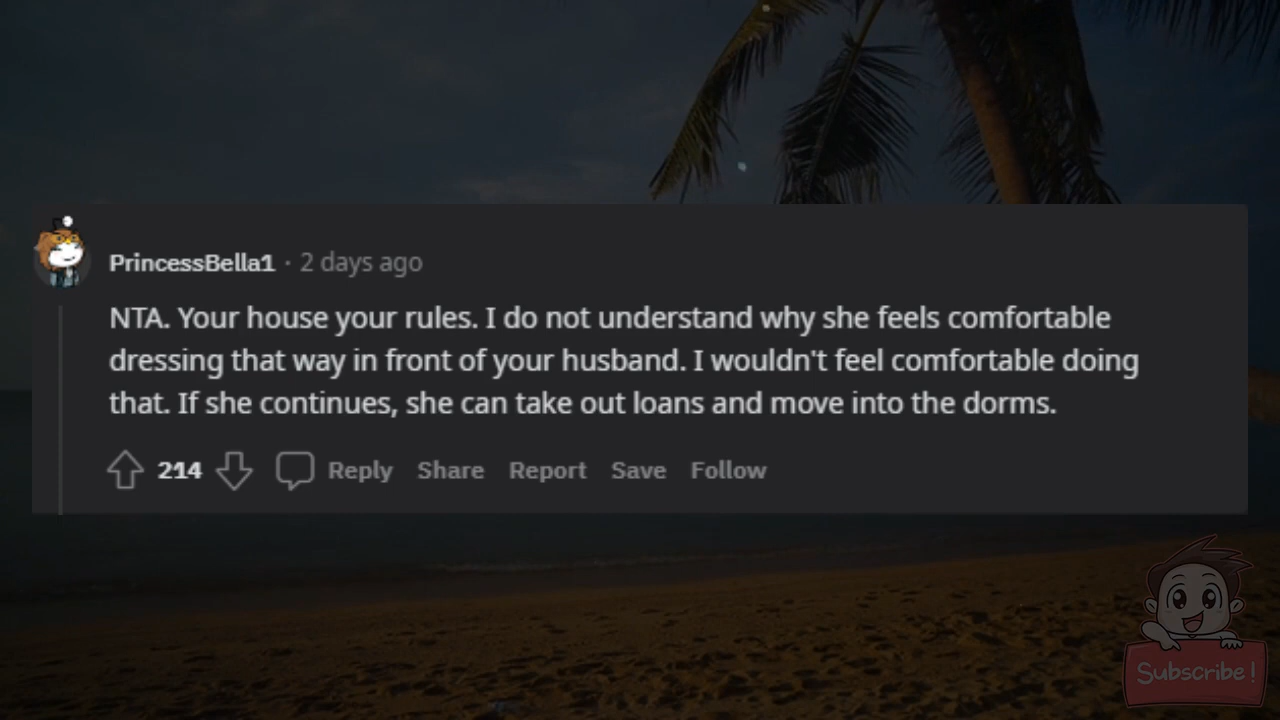 PrincessBella1 · 2 days ago
NTA. Your house your rules. I do not understand why she feels comfortable
dressing that way in front of your husband. I wouldn't feel comfortable doing
that. If she continues, she can take out loans and move into the dorms.
214 Reply Share Report Save Follow
Subscribe!